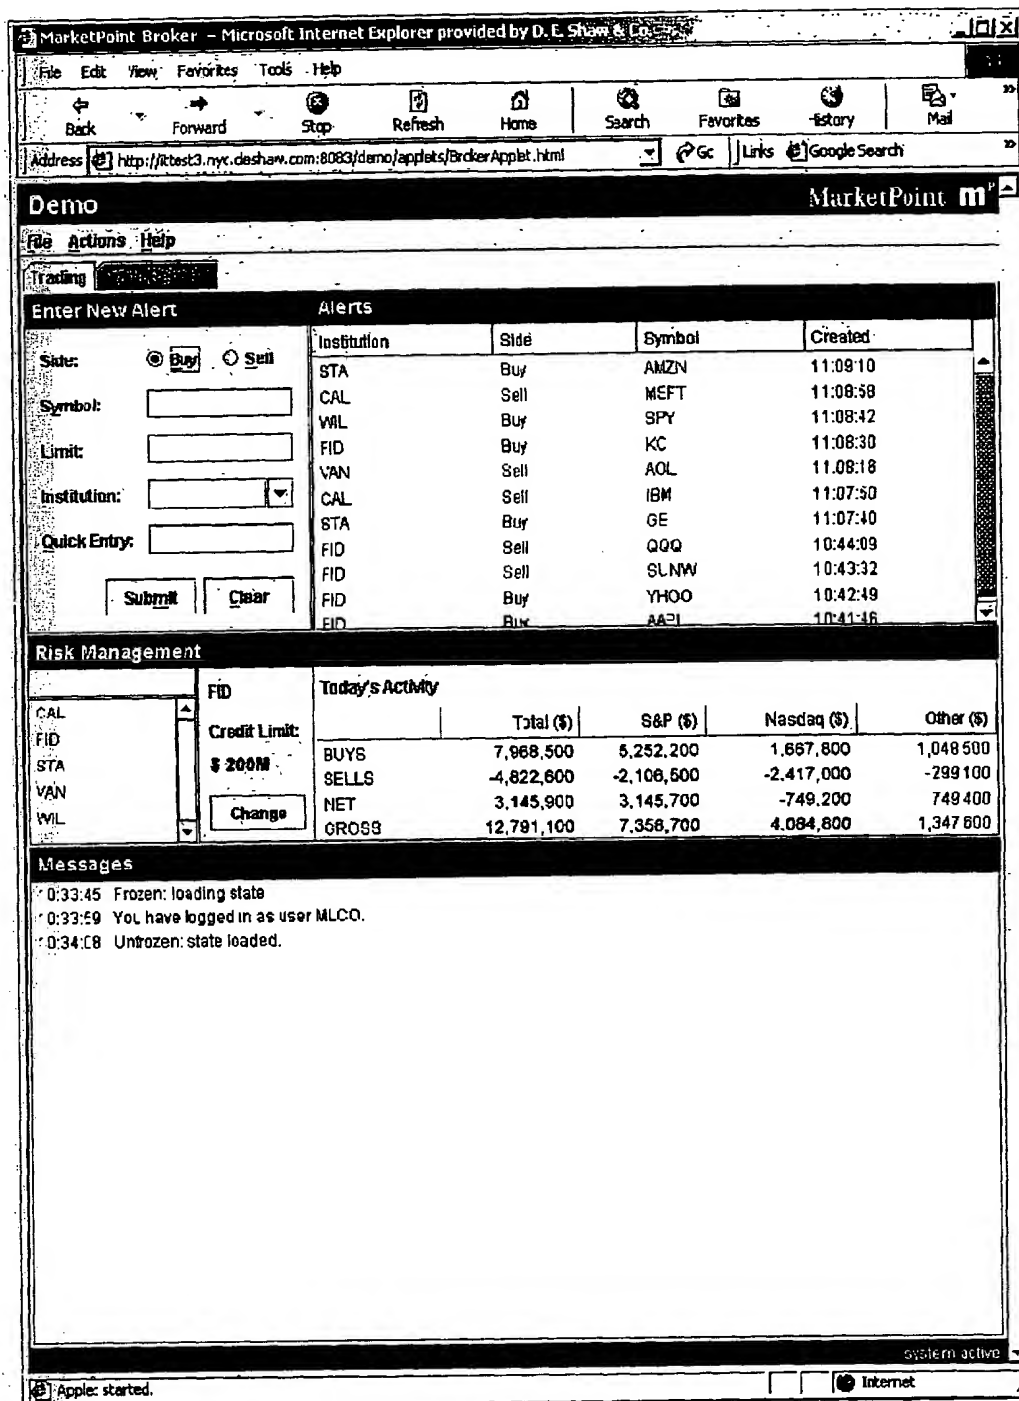 MarketPoint Broker - Microsoft Internet Explorer provided by D. E. Shaw & Co.
File Edit View Favorites Tools Help
Back Forward Stop Refresh Home Search Favorites History Mail
Address http://ittest3.nyc.deshaw.com:8083/demo/applets/BrokerApplet.html Go Links Google Search
Demo MarketPoint mP
File Actions Help
Trading
Enter New Alert Alerts
Institution Side Symbol Created
Side: Buy Sell
STA Buy AMZN 11:09:10
CAL Sell MSFT 11:08:58
Symbol:
WIL Buy SPY 11:08:42
Limit:
FID Buy KC 11:08:30
VAN Sell AOL 11:08:18
Institution:
CAL Sell IBM 11:07:50
STA Buy GE 11:07:40
Quick Entry:
FID Sell QQQ 10:44:09
FID Sell SUNW 10:43:32
Submit Clear
FID Buy YHOO 10:42:49
FID Buy AAPL 10:41:46
Risk Management
FID Today's Activity
CAL
FID
STA
VAN
WIL
Credit Limit:
$ 200M
Change
Total ($) S&P ($) Nasdaq ($) Other ($)
BUYS 7,968,500 5,252,200 1,667,800 1,048,500
SELLS -4,822,600 -2,106,500 -2,417,000 -299,100
NET 3,145,900 3,145,700 -749,200 749,400
GROSS 12,791,100 7,358,700 4,084,800 1,347,600
Messages
0:33:45 Frozen: loading state
0:33:59 You have logged in as user MLCO.
0:34:08 Unfrozen: state loaded.
system active
Applet started. Internet